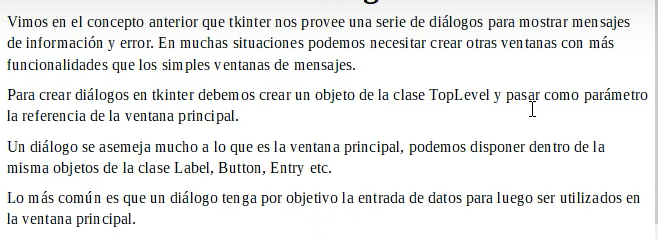 Vimos en el concepto anterior que tkinter nos provee una serie de diálogos para mostrar mensajes
de información y error. En muchas situaciones podemos necesitar crear otras ventanas con más
funcionalidades que los simples ventanas de mensajes.
Para crear diálogos en tkinter debemos crear un objeto de la clase TopLevel y pasar como parámetro
la referencia de la ventana principal.
Un diálogo se asemeja mucho a lo que es la ventana principal, podemos disponer dentro de la
misma objetos de la clase Label, Button, Entry etc.
Lo más común es que un diálogo tenga por objetivo la entrada de datos para luego ser utilizados en
la ventana principal.